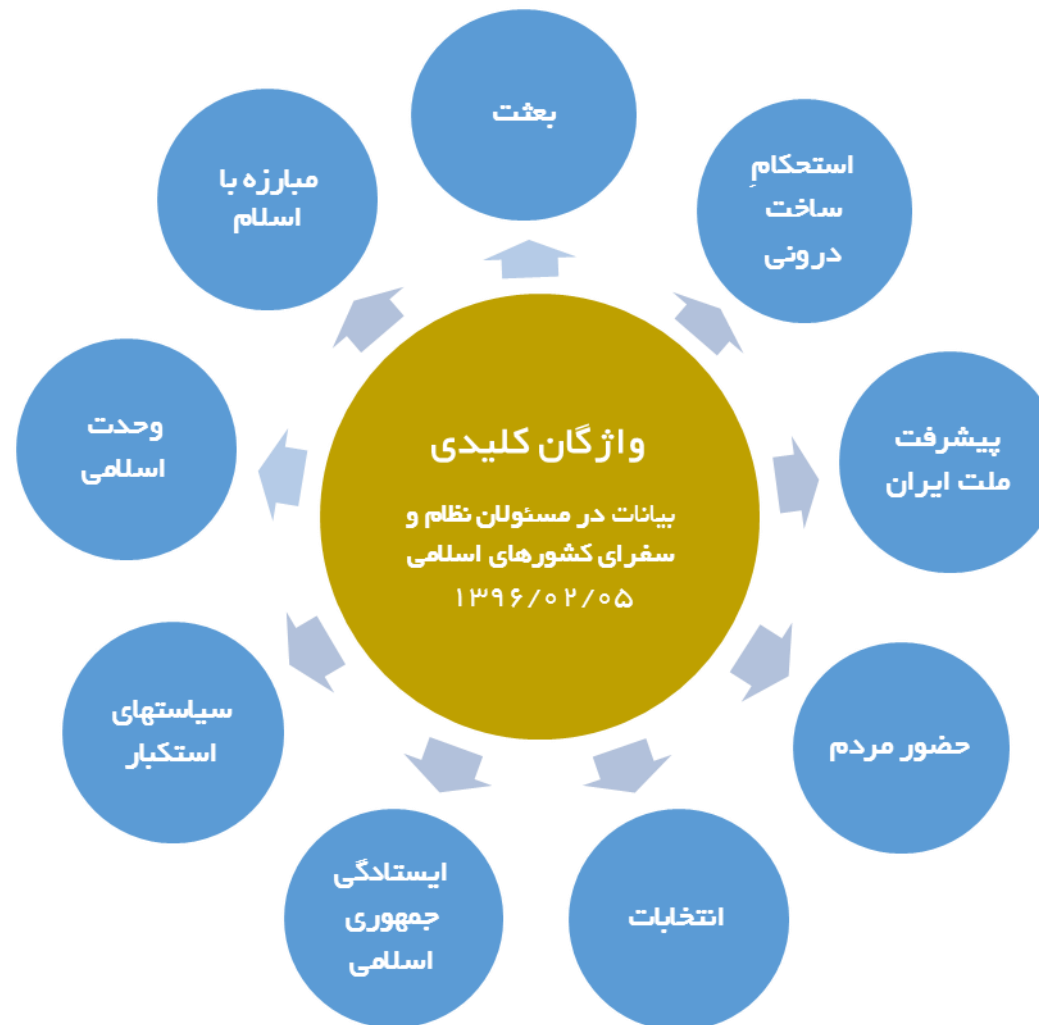 واژگان کلیدی
بیانات در مسئولان نظام و
سفرای کشورهای اسلامی
۱۳۹۶/۰۲/۰۵
بعثت
استحکامِ
ساخت
درونی
پیشرفت
ملت ایران
حضور مردم
انتخابات
ایستادگی
جمهوری
اسلامی
سیاستهای
استکبار
وحدت
اسلامی
مبارزه با
اسلام